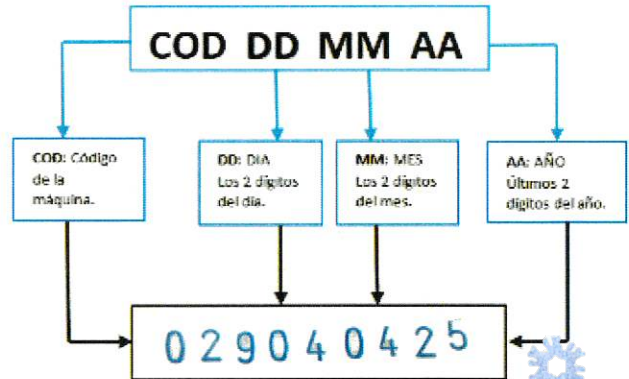 COD DD MM AA
COD: Código
de la
máquina.
DD: DIA
Los 2 dígitos
del día.
MM: MES
Los 2 dígitos
del mes.
AA: AÑO
Últimos 2
dígitos del año.
029040425